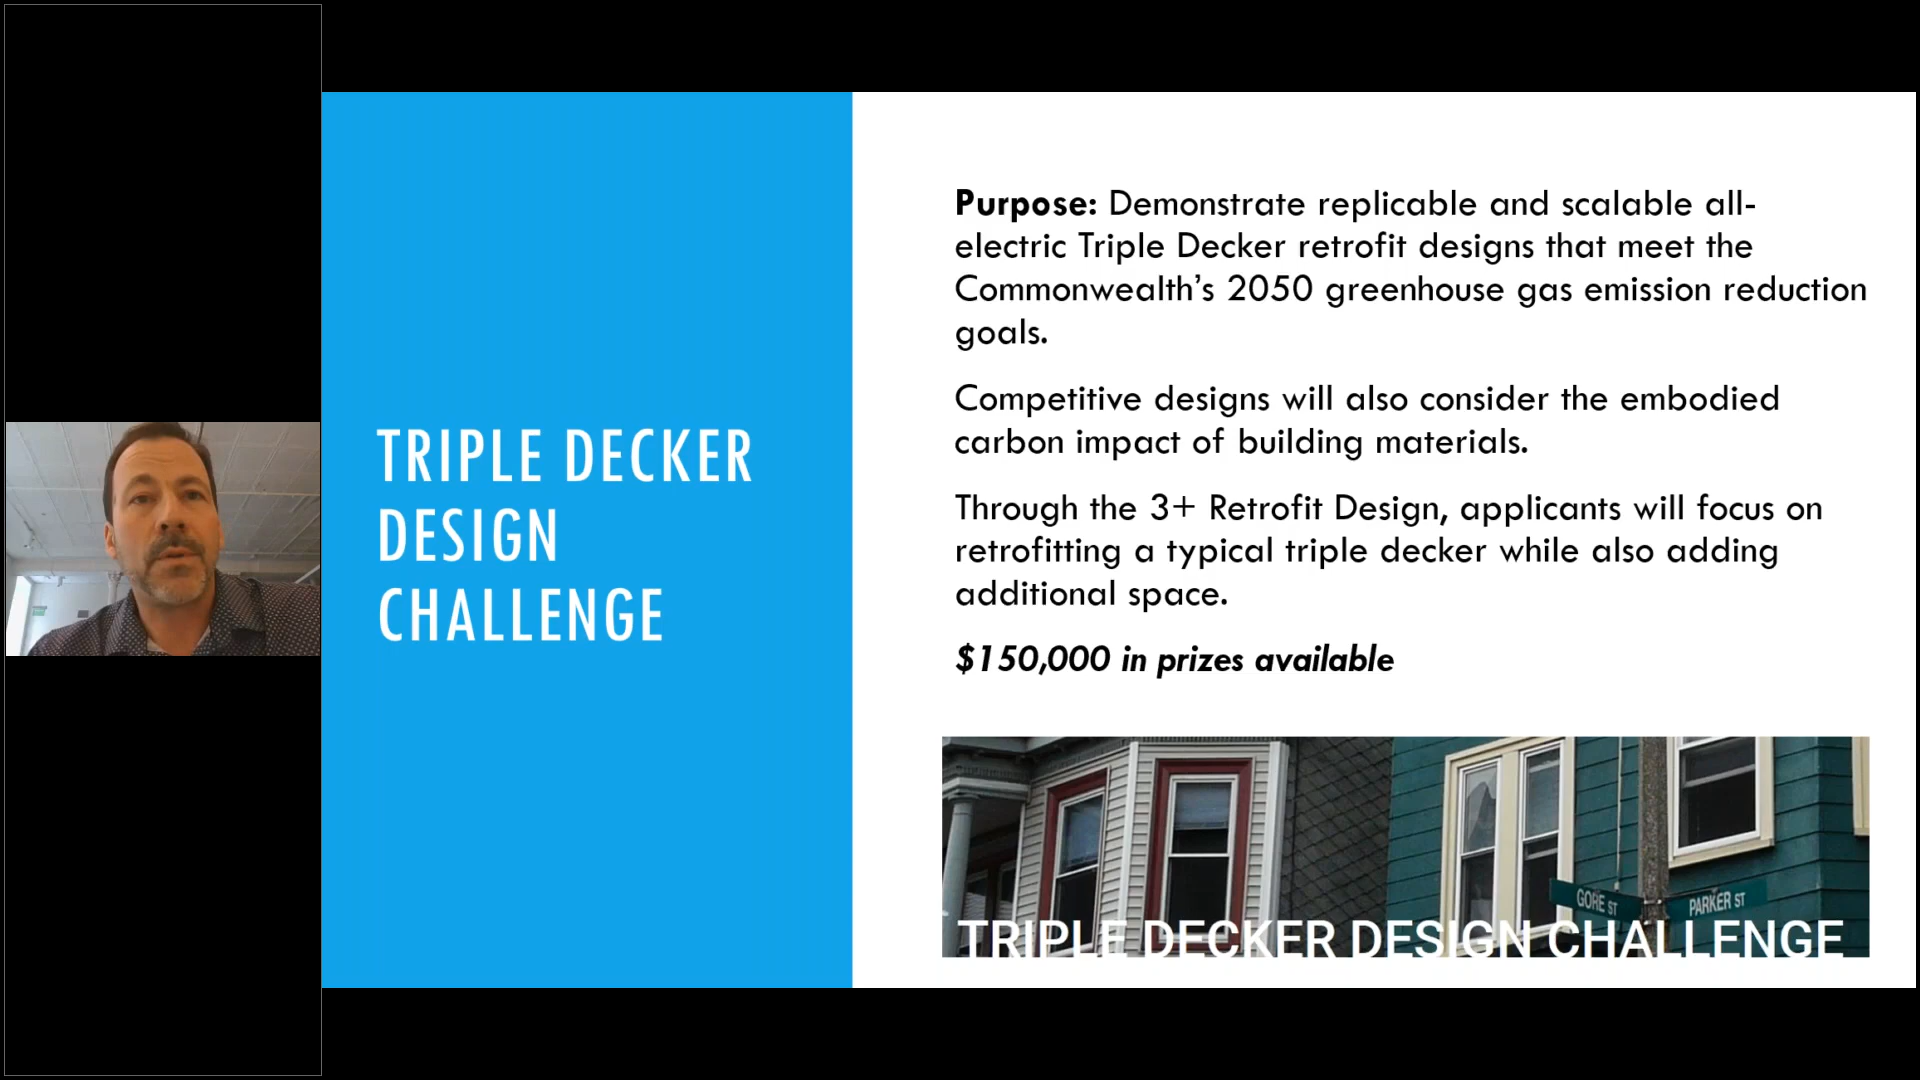 TRIPLE DECKER
DESIGN
CHALLENGE
Purpose: Demonstrate replicable and scalable all-
electric Triple Decker retrofit designs that meet the
Commonwealth’s 2050 greenhouse gas emission reduction
goals.
Competitive designs will also consider the embodied
carbon impact of building materials.
Through the 3+ Retrofit Design, applicants will focus on
retrofitting a typical triple decker while also adding
additional space.
$150,000 in prizes available
GORE ST
PARKER ST
TRIPLE DECKER DESIGN CHALLENGE